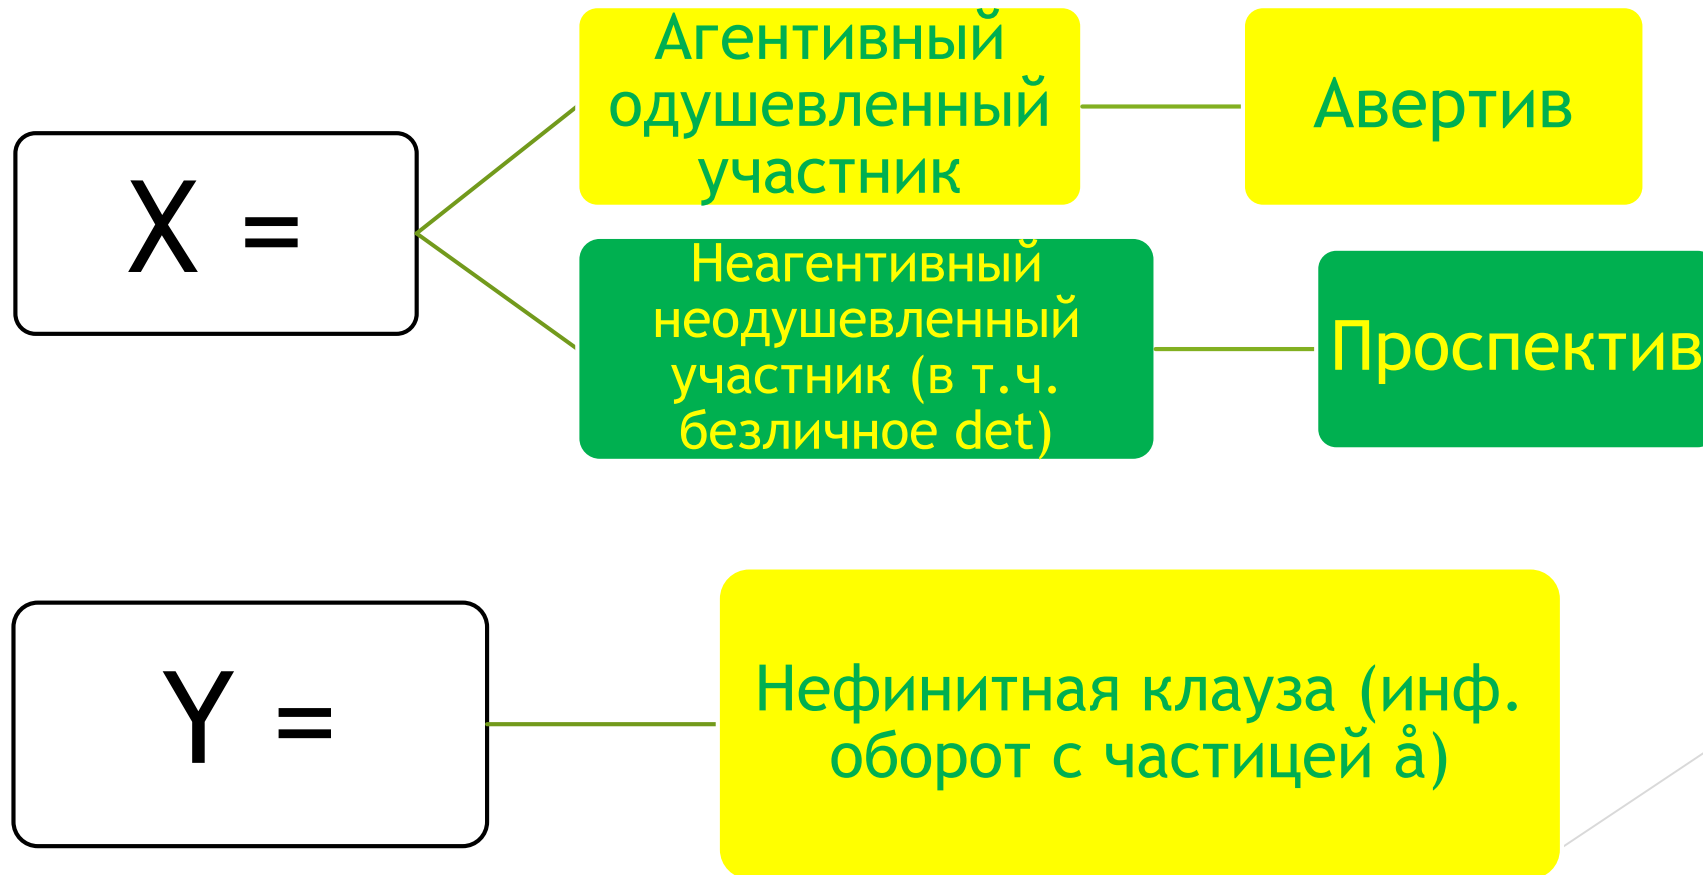 X =
Агентивный
одушевленный
участник
Авертив
Неагентивный
неодушевленный
участник (в т.ч.
безличное det)
Проспектив
Y =
Нефинитная клауза (инф.
оборот с частицей å)